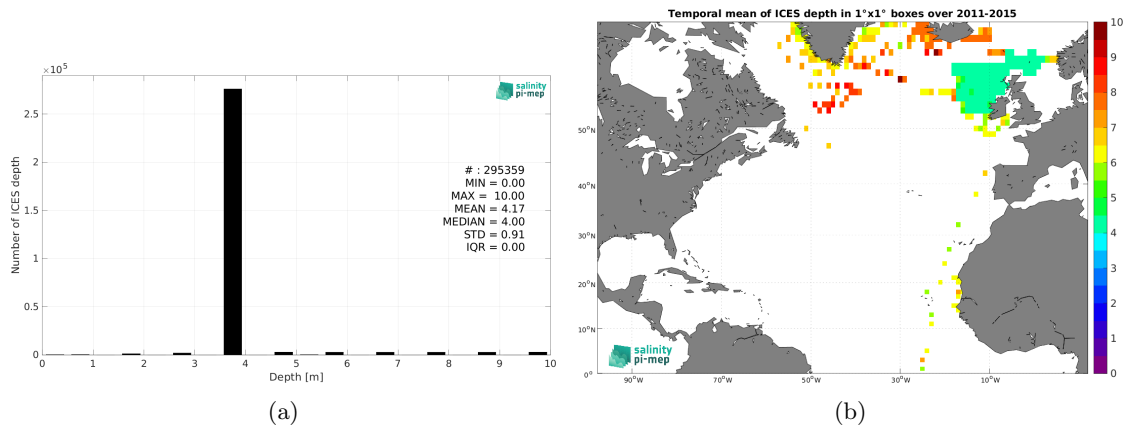 ×10⁵
2.5
2
1.5
1
0.5
0
Number of ICES depth
salinity
pi-mep
# : 295359
MIN = 0.00
MAX = 10.00
MEAN = 4.17
MEDIAN = 4.00
STD = 0.91
IQR = 0.00
0 1 2 3 4 5 6 7 8 9 10
Depth [m]
(a)
Temporal mean of ICES depth in 1°x1° boxes over 2011-2015
50°N
40°N
30°N
20°N
10°N
0°
90°W 70°W 50°W 30°W 10°W
salinity
pi-mep
10
9
8
7
6
5
4
3
2
1
0
(b)